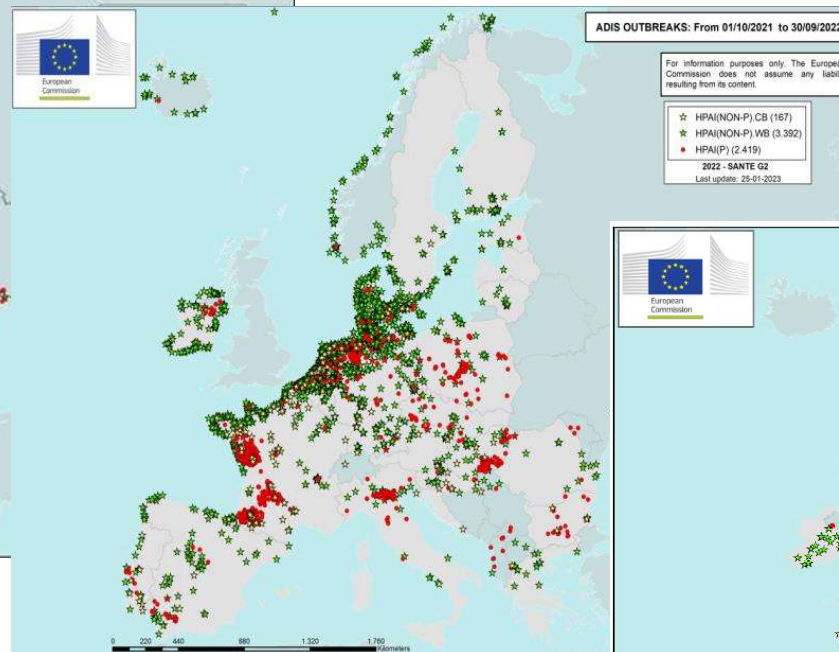 European
Commission
ADIS OUTBREAKS: From 01/10/2021 to 30/09/2022
For information purposes only. The Europea
Commission does not assume any liabil
resulting from its content.
HPAI(NON-P).CB (167)
HPAI(NON-P).WB (3.392)
HPAI(P) (2.419)
2022 - SANTE G2
Last update: 25-01-2023
European
Commission
0 220 440 880 1.320 1.760
Kilometers